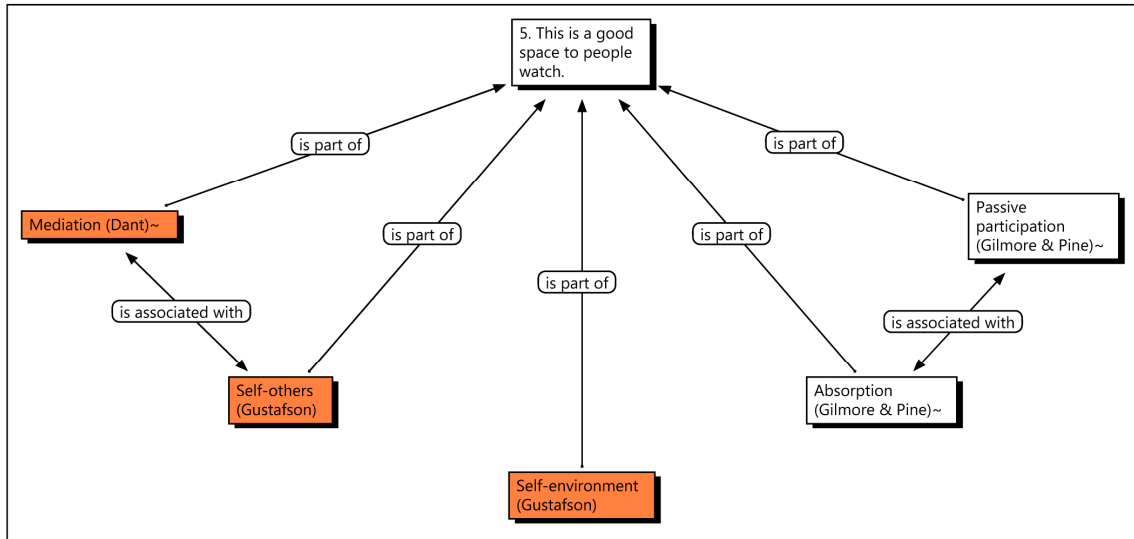 5. This is a good
space to people
watch.
is part of
is part of
Mediation (Dant)~
Passive
participation
(Gilmore & Pine)~
is part of
is part of
is part of
is associated with
is associated with
Self-others
(Gustafson)
Absorption
(Gilmore & Pine)~
Self-environment
(Gustafson)